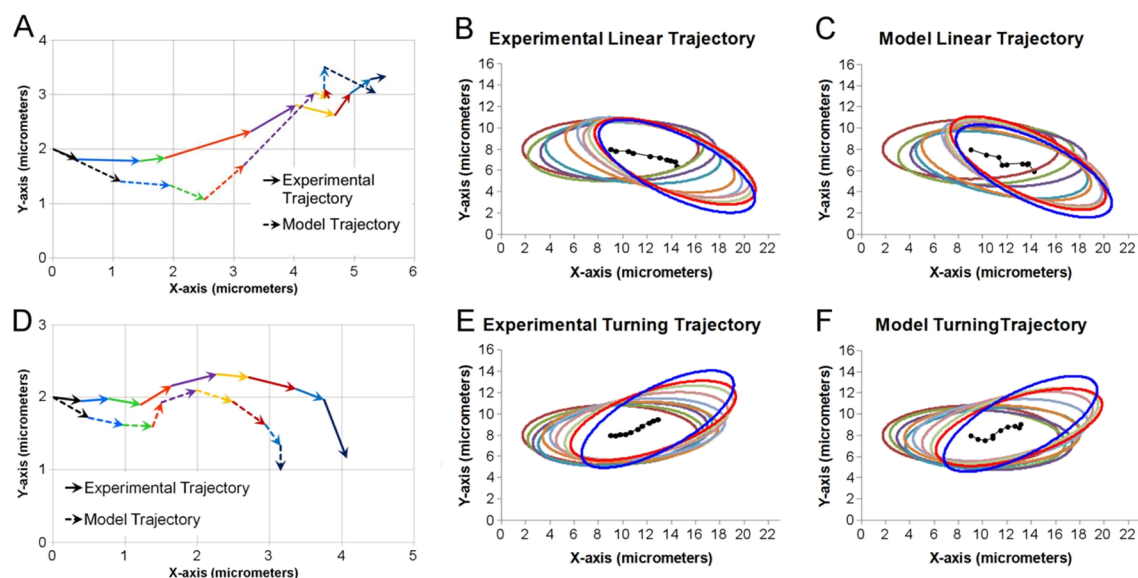 A
4
3
2
1
0
Y-axis (micrometers)
0 1 2 3 4 5 6
X-axis (micrometers)
Experimental
Trajectory
Model Trajectory
B
Experimental Linear Trajectory
16
14
12
10
8
6
4
2
0
Y-axis (micrometers)
0 2 4 6 8 10 12 14 16 18 20 22
X-axis (micrometers)
C
Model Linear Trajectory
16
14
12
10
8
6
4
2
0
Y-axis (micrometers)
0 2 4 6 8 10 12 14 16 18 20 22
X-axis (micrometers)
D
3
2
1
0
Y-axis (micrometers)
0 1 2 3 4 5
X-axis (micrometers)
Experimental Trajectory
Model Trajectory
E
Experimental Turning Trajectory
16
14
12
10
8
6
4
2
0
Y-axis (micrometers)
0 2 4 6 8 10 12 14 16 18 20 22
X-axis (micrometers)
F
Model TurningTrajectory
16
14
12
10
8
6
4
2
0
Y-axis (micrometers)
0 2 4 6 8 10 12 14 16 18 20 22
X-axis (micrometers)